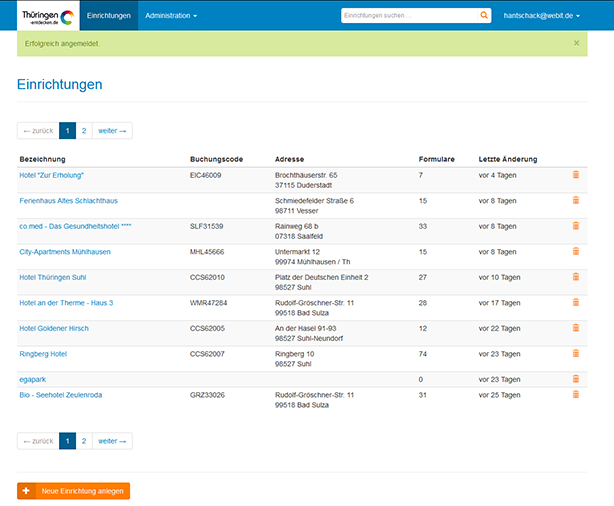 Thüringen
-entdecken.de
Einrichtungen
Administration
Einrichtungen suchen ...
hantschack@webit.de
Erfolgreich angemeldet.
×
Einrichtungen
← zurück 1 2 weiter →
Bezeichnung Buchungscode Adresse Formulare Letzte Änderung
Hotel "Zur Erholung" EIC46009 Brochthäuserstr. 65 7 vor 4 Tagen
37115 Duderstadt
Ferienhaus Altes Schlachthaus Schmiedefelder Straße 6 15 vor 8 Tagen
98711 Vesser
co med - Das Gesundheitshotel **** SLF31539 Rainweg 68 b 33 vor 8 Tagen
07318 Saalfeld
City-Apartments Mühlhausen MHL45666 Untermarkt 12 15 vor 8 Tagen
99974 Mühlhausen / Th
Hotel Thüringen Suhl CCS62010 Platz der Deutschen Einheit 2 27 vor 10 Tagen
98527 Suhl
Hotel an der Therme - Haus 3 WMR47284 Rudolf-Gröschner-Str. 11 28 vor 17 Tagen
99518 Bad Sulza
Hotel Goldener Hirsch CCS62005 An der Hasel 91-93 12 vor 22 Tagen
98527 Suhl-Neundorf
Ringberg Hotel CCS62007 Ringberg 10 74 vor 23 Tagen
98527 Suhl
egapark 0 vor 23 Tagen
Bio - Seehotel Zeulenroda GRZ33026 Rudolf-Gröschner-Str. 11 31 vor 25 Tagen
99518 Bad Sulza
← zurück 1 2 weiter →
+ Neue Einrichtung anlegen